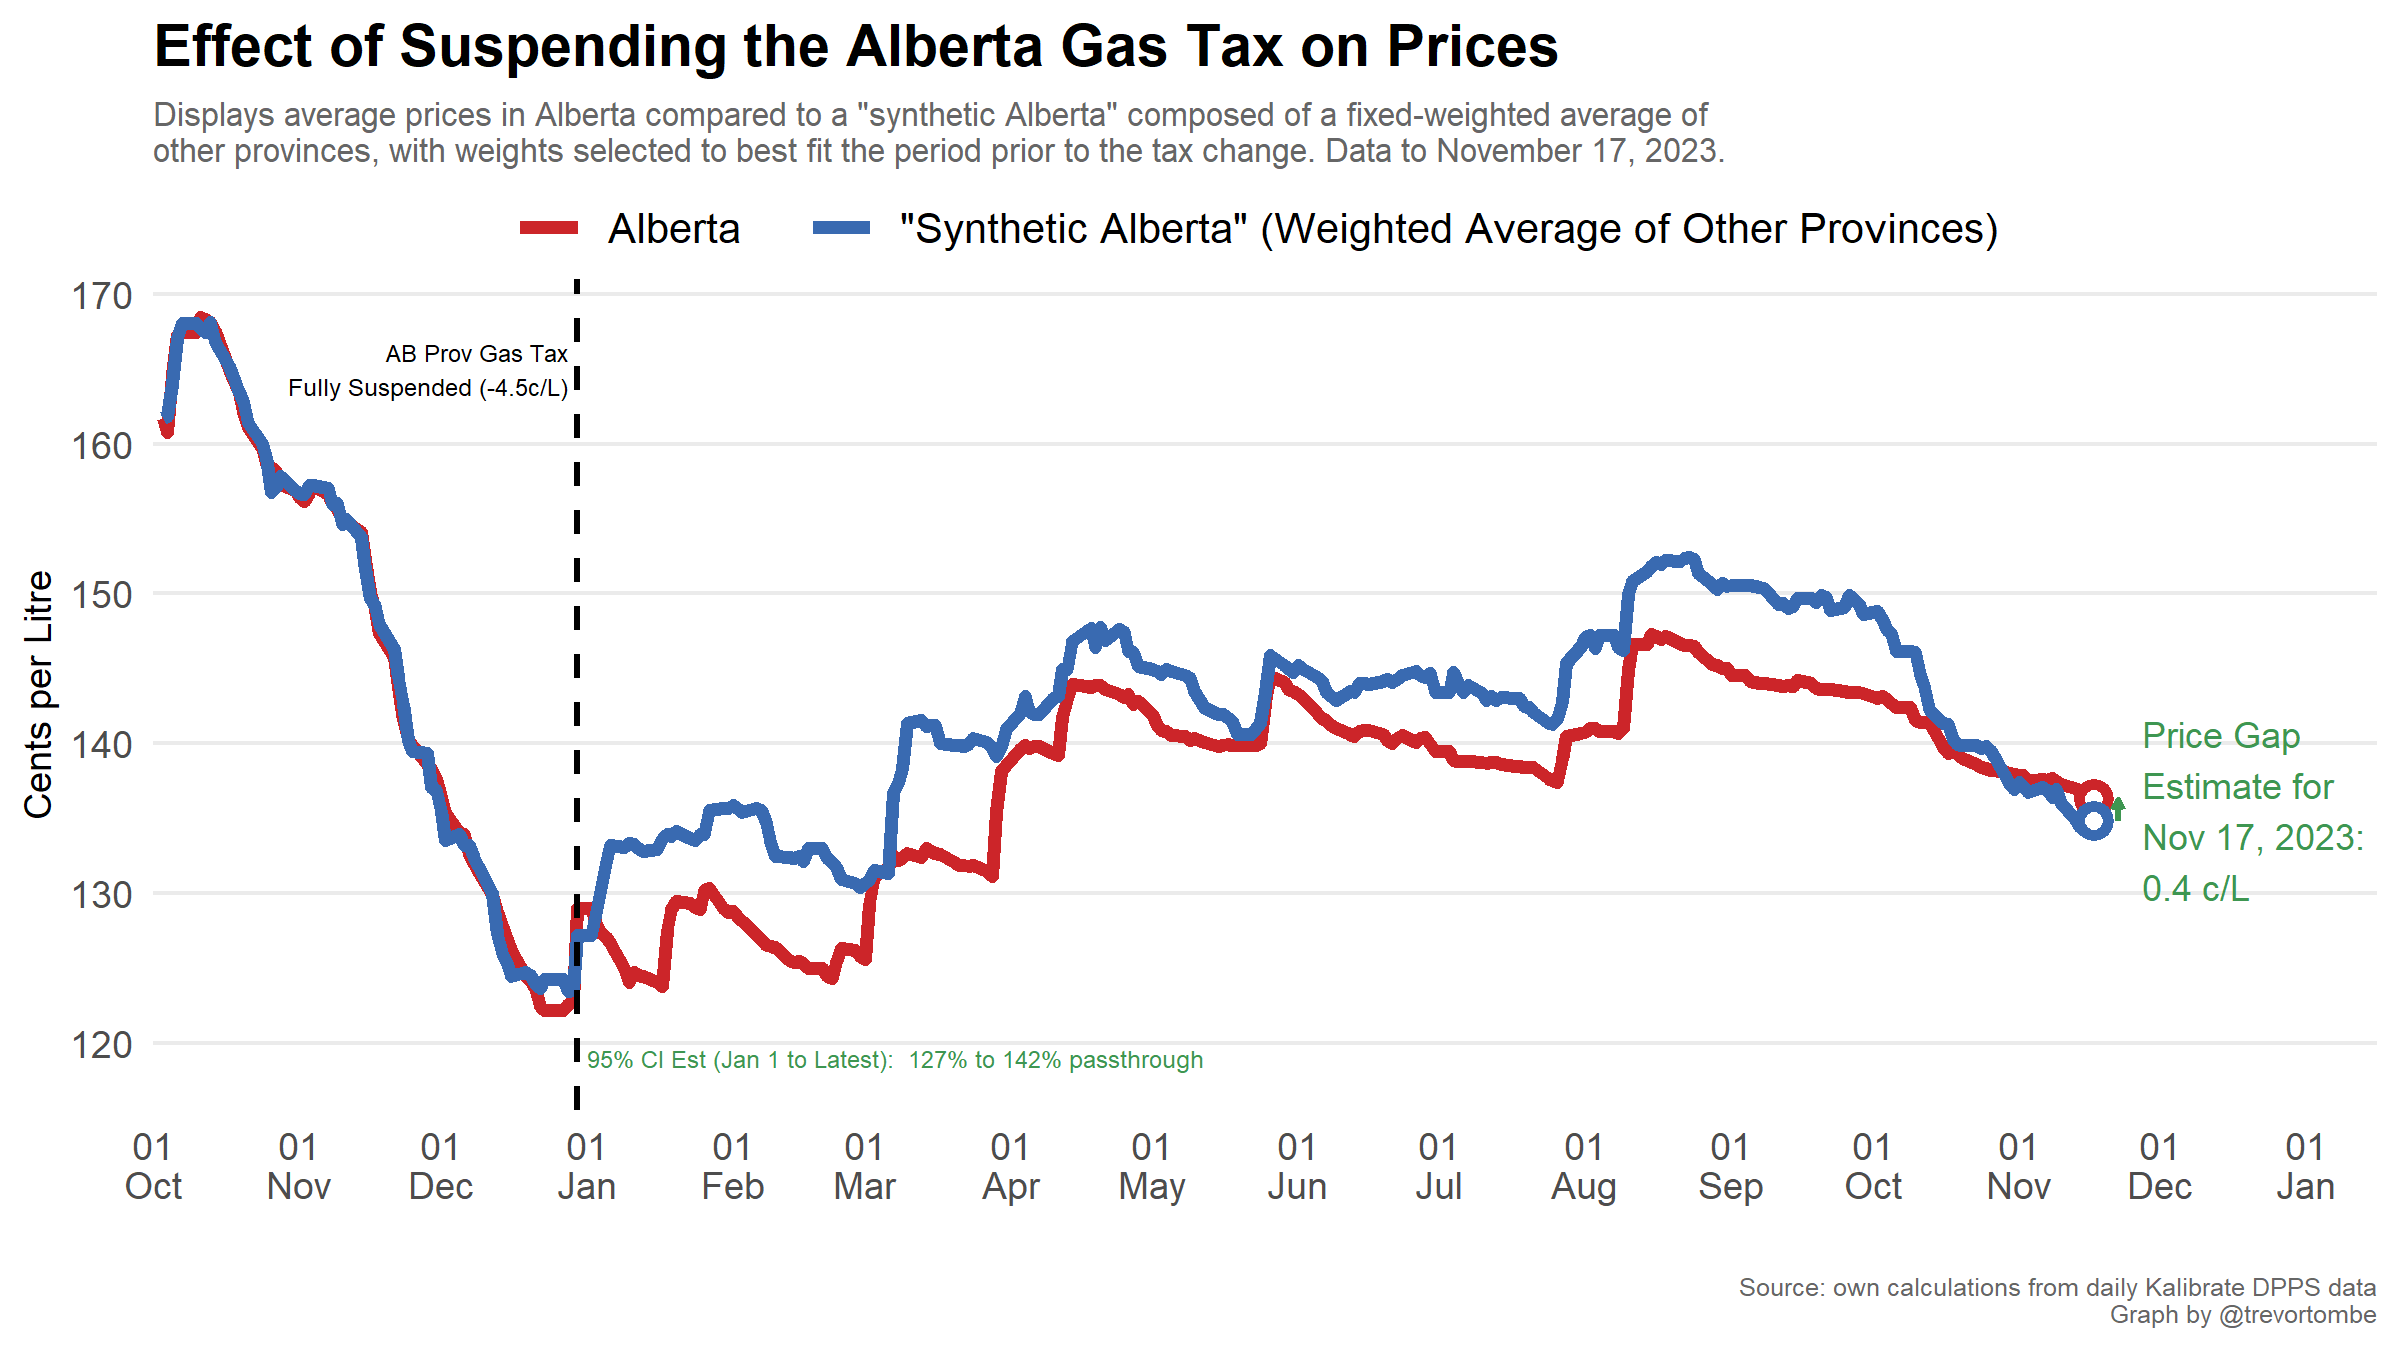 Effect of Suspending the Alberta Gas Tax on Prices
Displays average prices in Alberta compared to a "synthetic Alberta" composed of a fixed-weighted average of
other provinces, with weights selected to best fit the period prior to the tax change. Data to November 17, 2023.
Alberta
"Synthetic Alberta" (Weighted Average of Other Provinces)
Cents per Litre
170
160
150
140
130
120
AB Prov Gas Tax
Fully Suspended (-4.5c/L)
Price Gap
Estimate for
Nov 17, 2023:
0.4 c/L
95% CI Est (Jan 1 to Latest):  127% to 142% passthrough
01 01 01 01 01 01 01 01 01 01 01 01 01 01 01 01
Oct Nov Dec Jan Feb Mar Apr May Jun Jul Aug Sep Oct Nov Dec Jan
Source: own calculations from daily Kalibrate DPPS data
Graph by @trevortombe